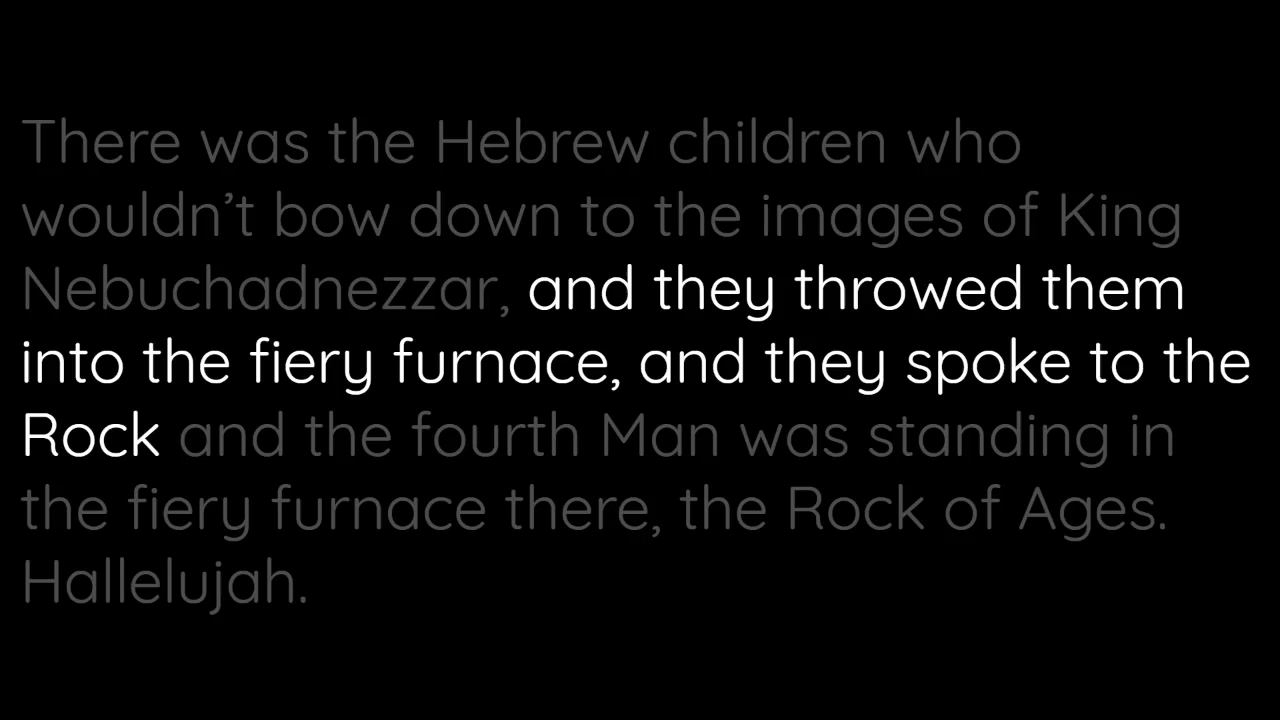 There was the Hebrew children who
wouldn’t bow down to the images of King
Nebuchadnezzar, and they throwed them
into the fiery furnace, and they spoke to the
Rock and the fourth Man was standing in
the fiery furnace there, the Rock of Ages.
Hallelujah.